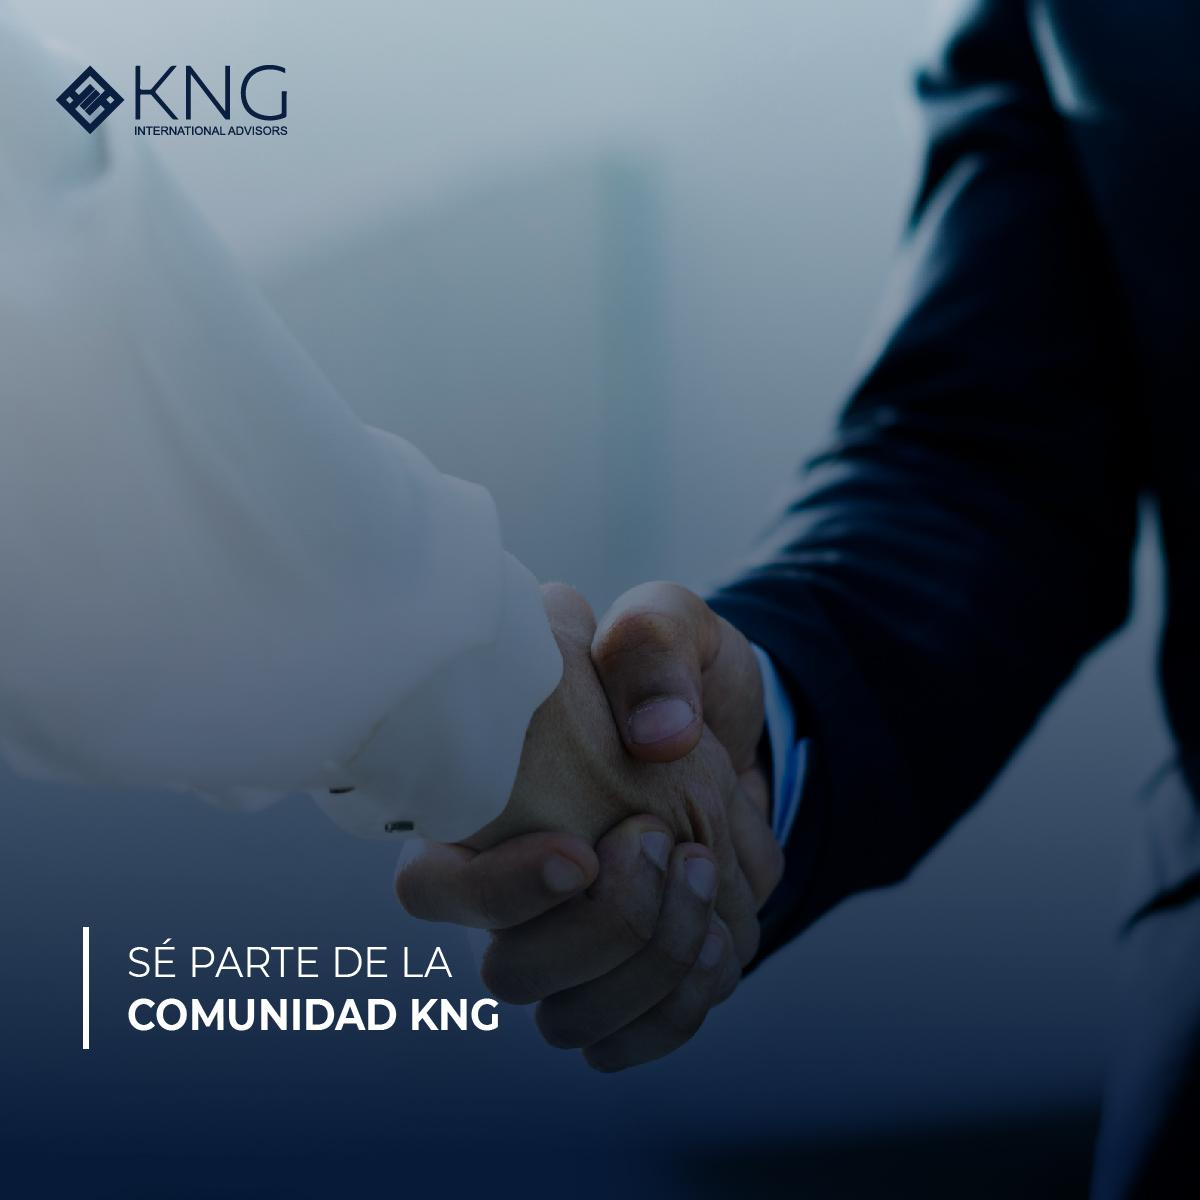 KNG
INTERNATIONAL ADVISORS
SÉ PARTE DE LA
COMUNIDAD KNG